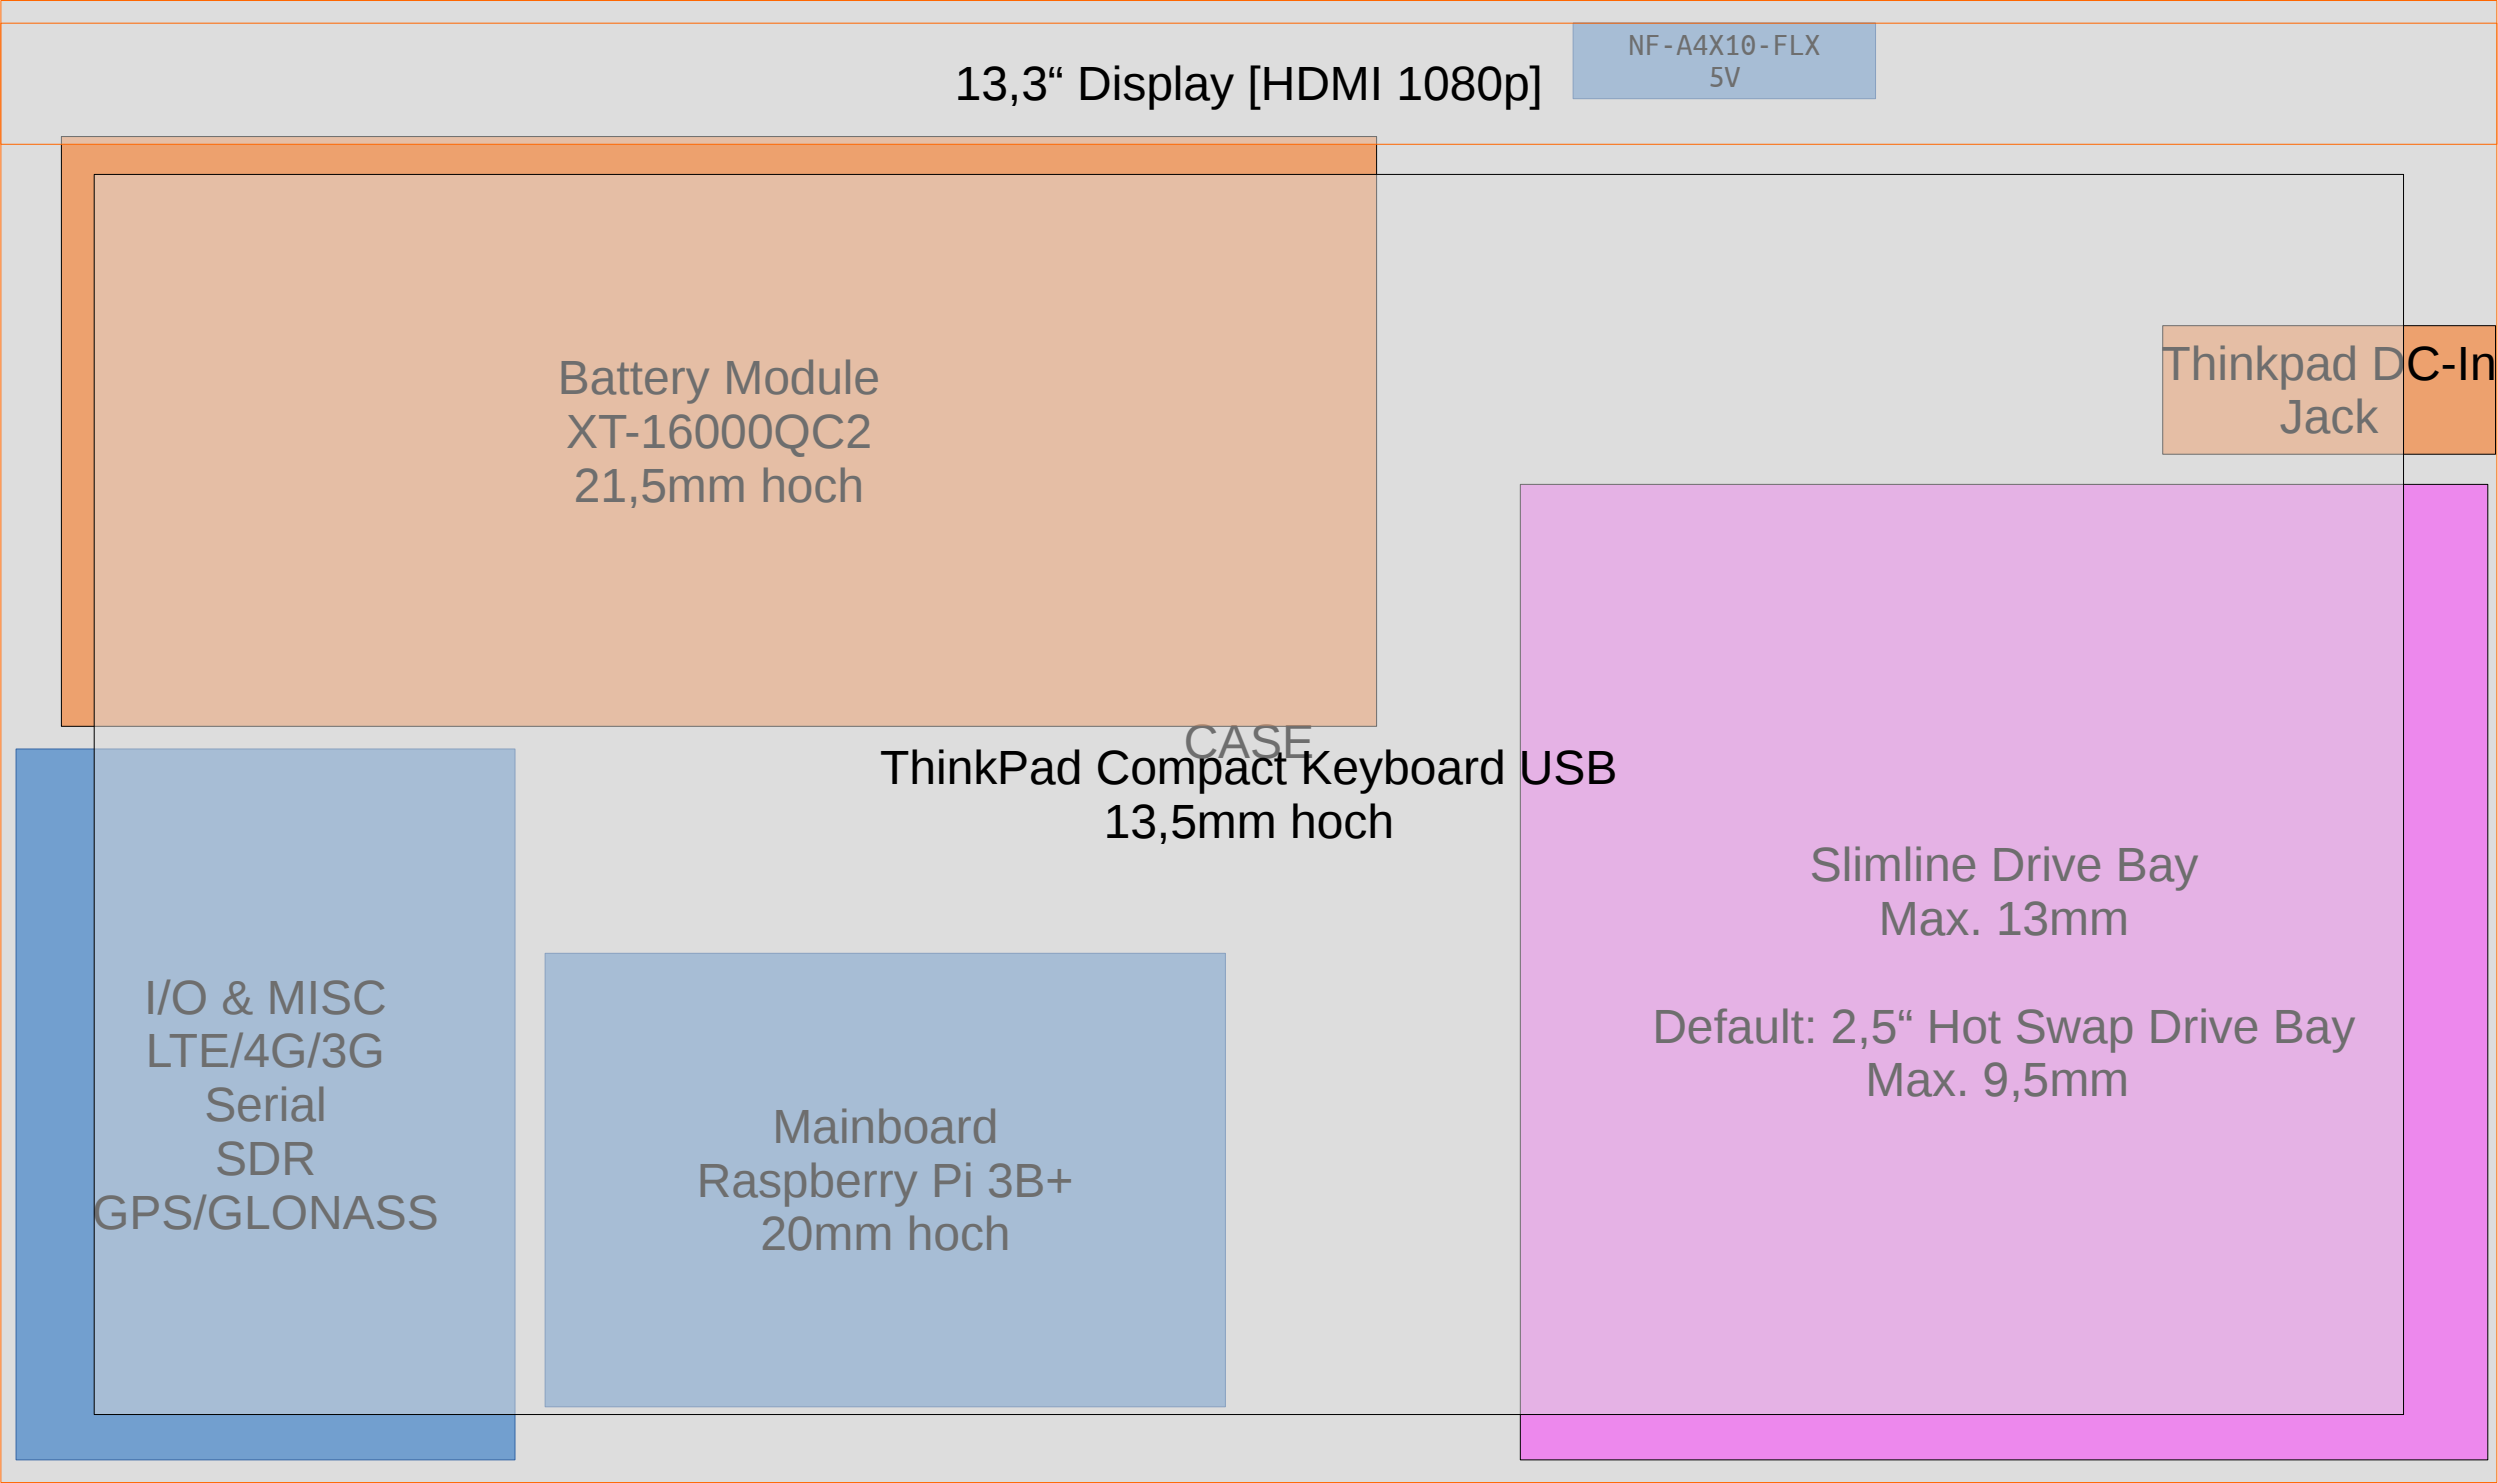 NF-A4X10-FLX
5V
13,3“ Display [HDMI 1080p]
Battery Module
XT-16000QC2
21,5mm hoch
Thinkpad DC-In
Jack
CASE
ThinkPad Compact Keyboard USB
13,5mm hoch
Slimline Drive Bay
Max. 13mm
Default: 2,5“ Hot Swap Drive Bay
Max. 9,5mm
I/O & MISC
LTE/4G/3G
Serial
SDR
GPS/GLONASS
Mainboard
Raspberry Pi 3B+
20mm hoch